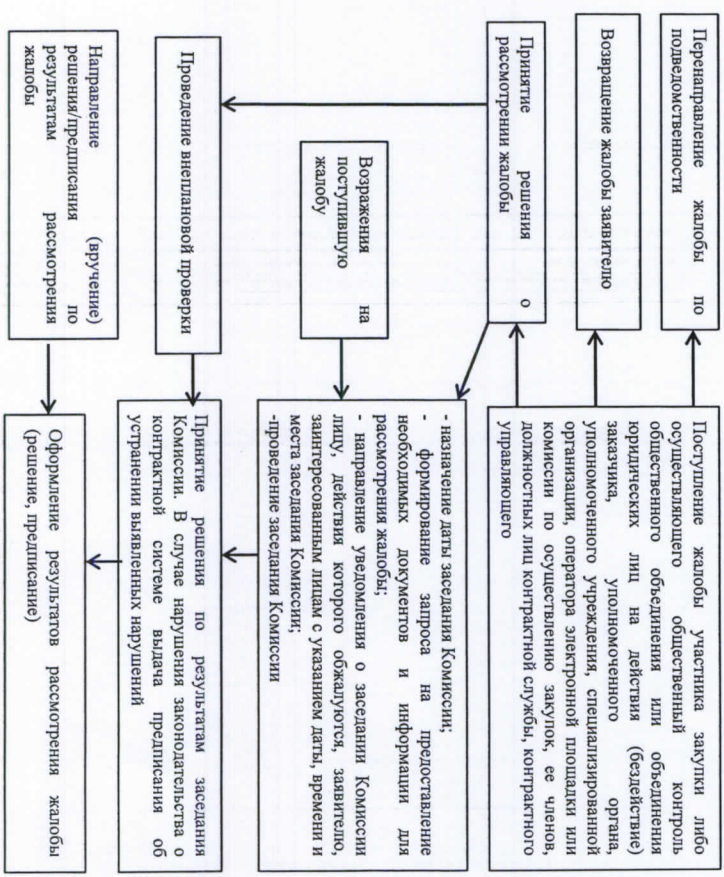 Поступление жалобы участника закупки либо
осуществляющего общественный контроль
общественного объединения или объединения
юридических лиц на действия (бездействие)
заказчика, уполномоченного органа,
уполномоченного учреждения, специализированной
организации, оператора электронной площадки или
комиссии по осуществлению закупок, ее членов,
должностных лиц контрактной службы, контрактного
управляющего
Перенаправление жалобы по
подведомственности
Возвращение жалобы заявителю
Принятие решения о
рассмотрении жалобы
- назначение даты заседания Комиссии;
- формирование запроса на предоставление
необходимых документов и информации для
рассмотрения жалобы;
- направление уведомления о заседании Комиссии
лицу, действия которого обжалуются, заявителю,
заинтересованным лицам с указанием даты, времени и
места заседания Комиссии;
-проведение заседания Комиссии
Возражения на
поступившую
жалобу
Проведение внеплановой проверки
Принятие решения по результатам заседания
Комиссии. В случае нарушения законодательства о
контрактной системе выдача предписания об
устранении выявленных нарушений
Направление (вручение)
решения/предписания по
результатам рассмотрения
жалобы
Оформление результатов рассмотрения жалобы
(решение, предписание)